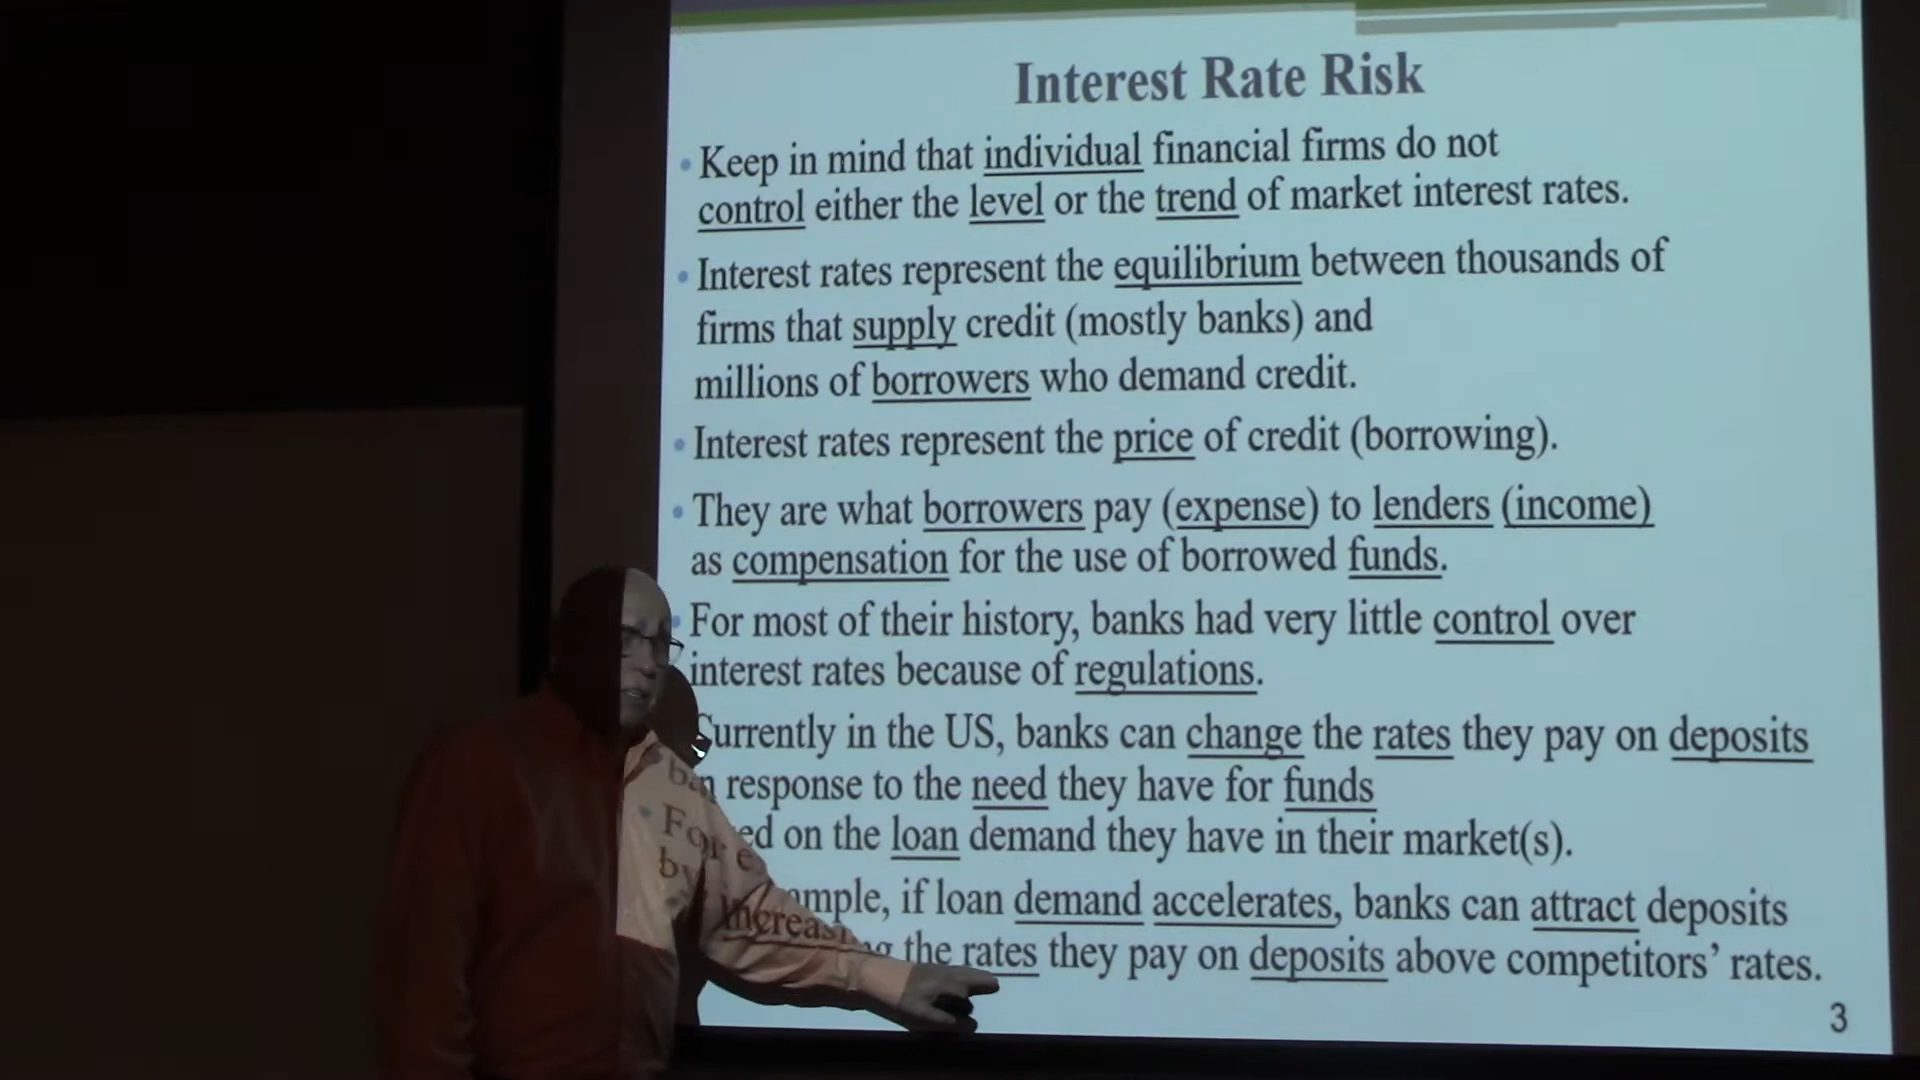 Interest Rate Risk
• Keep in mind that individual financial firms do not
control either the level or the trend of market interest rates.
• Interest rates represent the equilibrium between thousands of
firms that supply credit (mostly banks) and
millions of borrowers who demand credit.
• Interest rates represent the price of credit (borrowing).
• They are what borrowers pay (expense) to lenders (income)
as compensation for the use of borrowed funds.
• For most of their history, banks had very little control over
interest rates because of regulations.
Currently in the US, banks can change the rates they pay on deposits
response to the need they have for funds
on the loan demand they have in their market(s).
• For if loan demand accelerates, banks can attract deposits
by the rates they pay on deposits above competitors' rates.
3